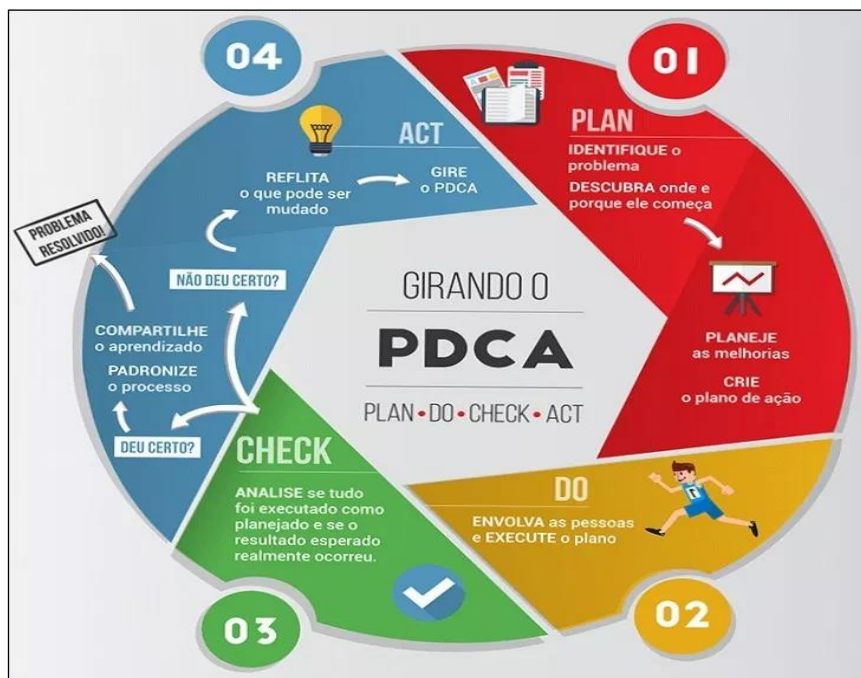 01
PLAN
IDENTIFIQUE o
problema
DESCUBRA onde e
porque ele começa
PLANEJE
as melhorias
CRIE
o plano de ação
02
DO
ENVOLVA as pessoas
e EXECUTE o plano
03
CHECK
ANALISE se tudo
foi executado como
planejado e se o
resultado esperado
realmente ocorreu.
04
ACT
DEU CERTO?
PADRONIZE
o processo
COMPARTILHE
o aprendizado
PROBLEMA
RESOLVIDO!
NÃO DEU CERTO?
REFLITA
o que pode ser
mudado
GIRE
o PDCA
GIRANDO O
PDCA
PLAN•DO•CHECK•ACT